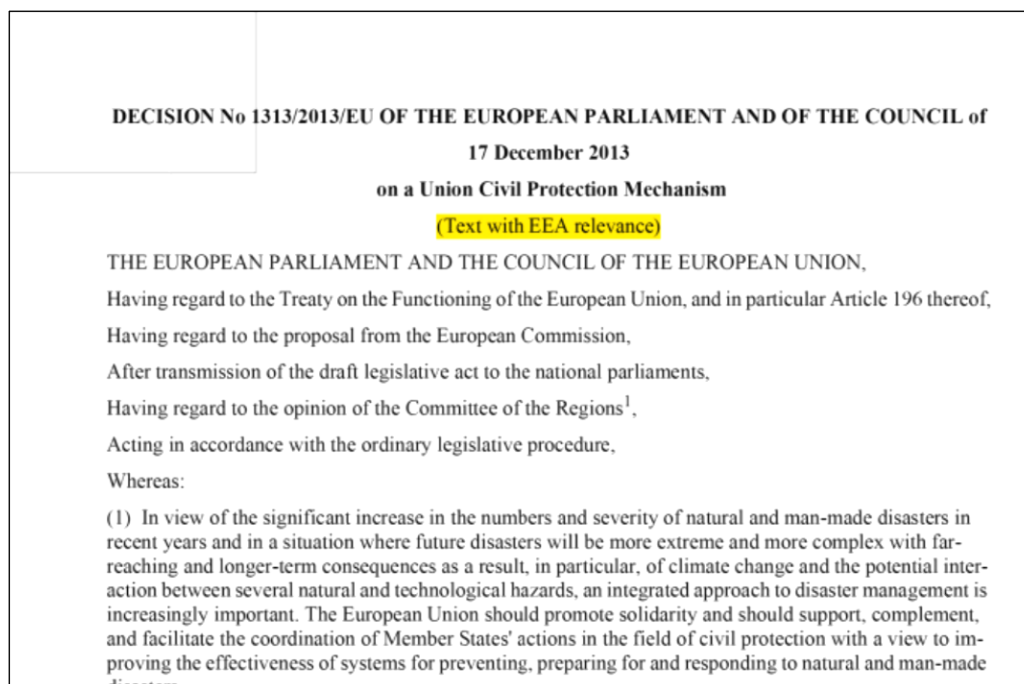 DECISION No 1313/2013/EU OF THE EUROPEAN PARLIAMENT AND OF THE COUNCIL of
17 December 2013
on a Union Civil Protection Mechanism
(Text with EEA relevance)
THE EUROPEAN PARLIAMENT AND THE COUNCIL OF THE EUROPEAN UNION,
Having regard to the Treaty on the Functioning of the European Union, and in particular Article 196 thereof,
Having regard to the proposal from the European Commission,
After transmission of the draft legislative act to the national parliaments,
Having regard to the opinion of the Committee of the Regions1,
Acting in accordance with the ordinary legislative procedure,
Whereas:
(1) In view of the significant increase in the numbers and severity of natural and man-made disasters in
recent years and in a situation where future disasters will be more extreme and more complex with far-
reaching and longer-term consequences as a result, in particular, of climate change and the potential inter-
action between several natural and technological hazards, an integrated approach to disaster management is
increasingly important. The European Union should promote solidarity and should support, complement,
and facilitate the coordination of Member States' actions in the field of civil protection with a view to im-
proving the effectiveness of systems for preventing, preparing for and responding to natural and man-made